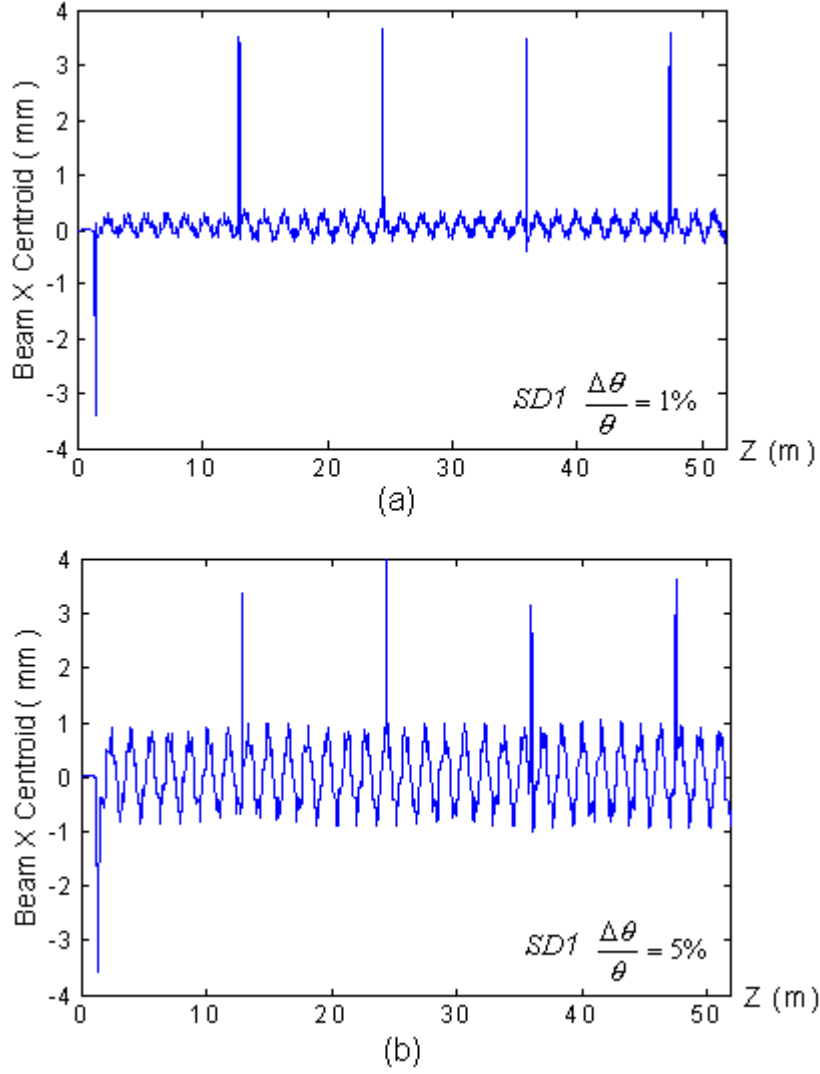 4
3
2
1
0
-1
-2
-3
-4
Beam X Centroid ( mm )
SD1 Δθ/θ = 1%
0 10 20 30 40 50 Z (m)
(a)
4
3
2
1
0
-1
-2
-3
-4
Beam X Centroid ( mm )
SD1 Δθ/θ = 5%
0 10 20 30 40 50 Z (m)
(b)